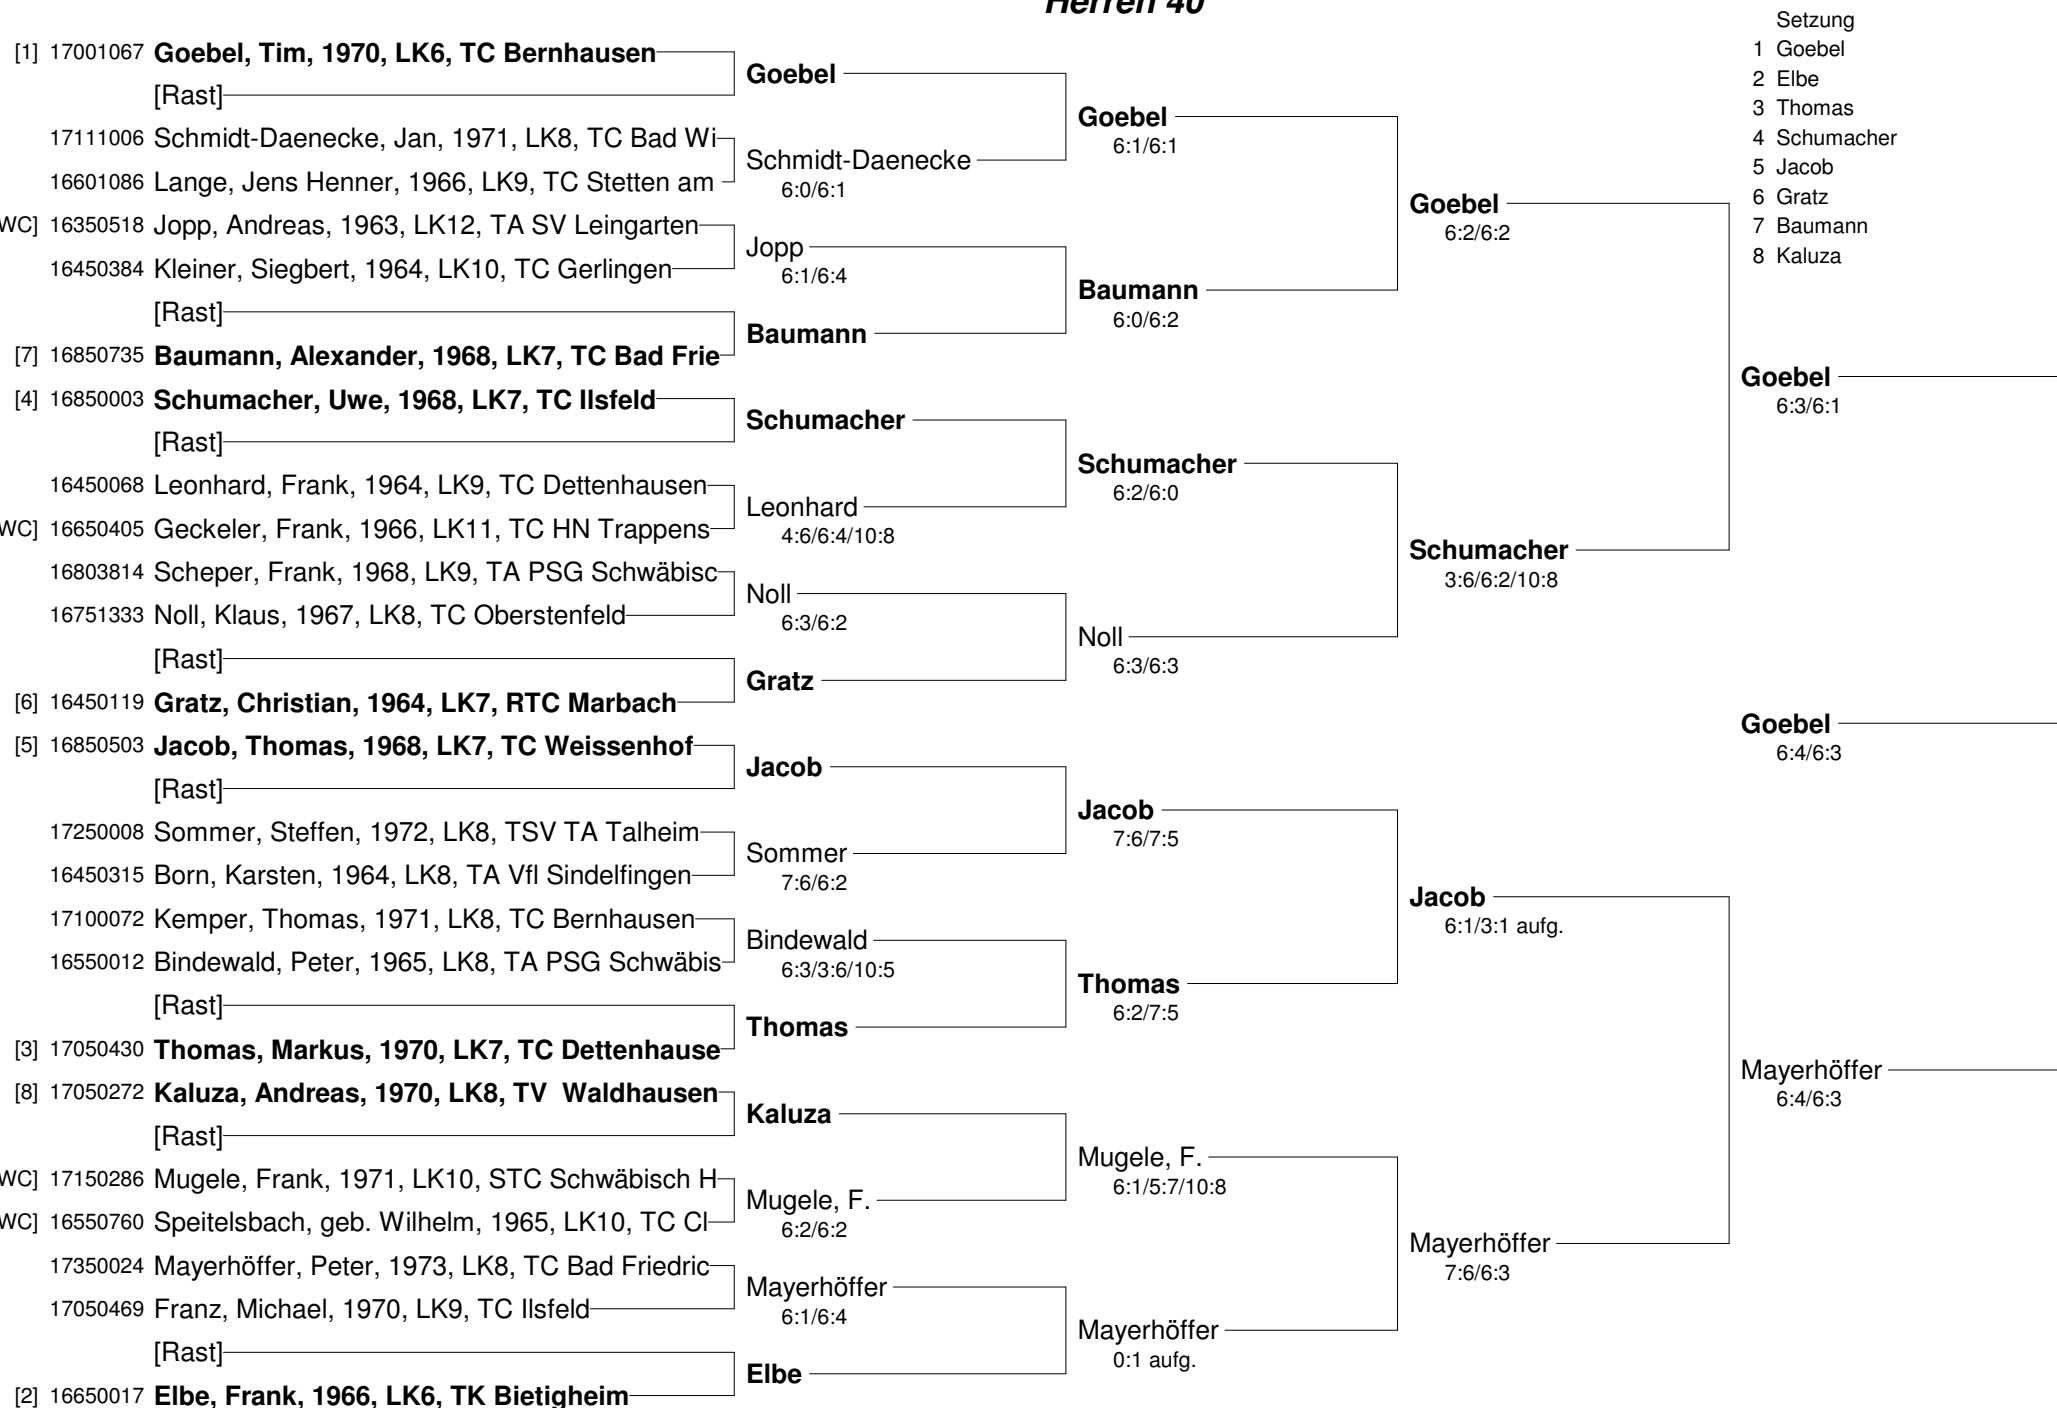 Herren 40
Setzung
1 Goebel
2 Elbe
3 Thomas
4 Schumacher
5 Jacob
6 Gratz
7 Baumann
8 Kaluza
[1] 17001067 Goebel, Tim, 1970, LK6, TC Bernhausen
[Rast]
17111006 Schmidt-Daenecke, Jan, 1971, LK8, TC Bad Wi
16601086 Lange, Jens Henner, 1966, LK9, TC Stetten am
WC] 16350518 Jopp, Andreas, 1963, LK12, TA SV Leingarten
16450384 Kleiner, Siegbert, 1964, LK10, TC Gerlingen
[Rast]
[7] 16850735 Baumann, Alexander, 1968, LK7, TC Bad Frie
[4] 16850003 Schumacher, Uwe, 1968, LK7, TC Ilsfeld
[Rast]
16450068 Leonhard, Frank, 1964, LK9, TC Dettenhausen
WC] 16650405 Geckeler, Frank, 1966, LK11, TC HN Trappens
16803814 Scheper, Frank, 1968, LK9, TA PSG Schwäbisc
16751333 Noll, Klaus, 1967, LK8, TC Oberstenfeld
[Rast]
[6] 16450119 Gratz, Christian, 1964, LK7, RTC Marbach
[5] 16850503 Jacob, Thomas, 1968, LK7, TC Weissenhof
[Rast]
17250008 Sommer, Steffen, 1972, LK8, TSV TA Talheim
16450315 Born, Karsten, 1964, LK8, TA Vfl Sindelfingen
17100072 Kemper, Thomas, 1971, LK8, TC Bernhausen
16550012 Bindewald, Peter, 1965, LK8, TA PSG Schwäbis
[Rast]
[3] 17050430 Thomas, Markus, 1970, LK7, TC Dettenhause
[8] 17050272 Kaluza, Andreas, 1970, LK8, TV Waldhausen
[Rast]
WC] 17150286 Mugele, Frank, 1971, LK10, STC Schwäbisch H
WC] 16550760 Speitelsbach, geb. Wilhelm, 1965, LK10, TC Cl
17350024 Mayerhöffer, Peter, 1973, LK8, TC Bad Friedric
17050469 Franz, Michael, 1970, LK9, TC Ilsfeld
[Rast]
[2] 16650017 Elbe, Frank, 1966, LK6, TK Bietigheim
Goebel
Schmidt-Daenecke
6:0/6:1
Jopp
6:1/6:4
Baumann
Schumacher
Leonhard
4:6/6:4/10:8
Noll
6:3/6:2
Gratz
Jacob
Sommer
7:6/6:2
Bindewald
6:3/3:6/10:5
Thomas
Kaluza
Mugele, F.
6:2/6:2
Mayerhöffer
6:1/6:4
Elbe
Goebel
6:1/6:1
Baumann
6:0/6:2
Schumacher
6:2/6:0
Noll
6:3/6:3
Jacob
7:6/7:5
Thomas
6:2/7:5
Mugele, F.
6:1/5:7/10:8
Mayerhöffer
0:1 aufg.
Goebel
6:2/6:2
Schumacher
3:6/6:2/10:8
Jacob
6:1/3:1 aufg.
Mayerhöffer
7:6/6:3
Goebel
6:3/6:1
Goebel
6:4/6:3
Mayerhöffer
6:4/6:3